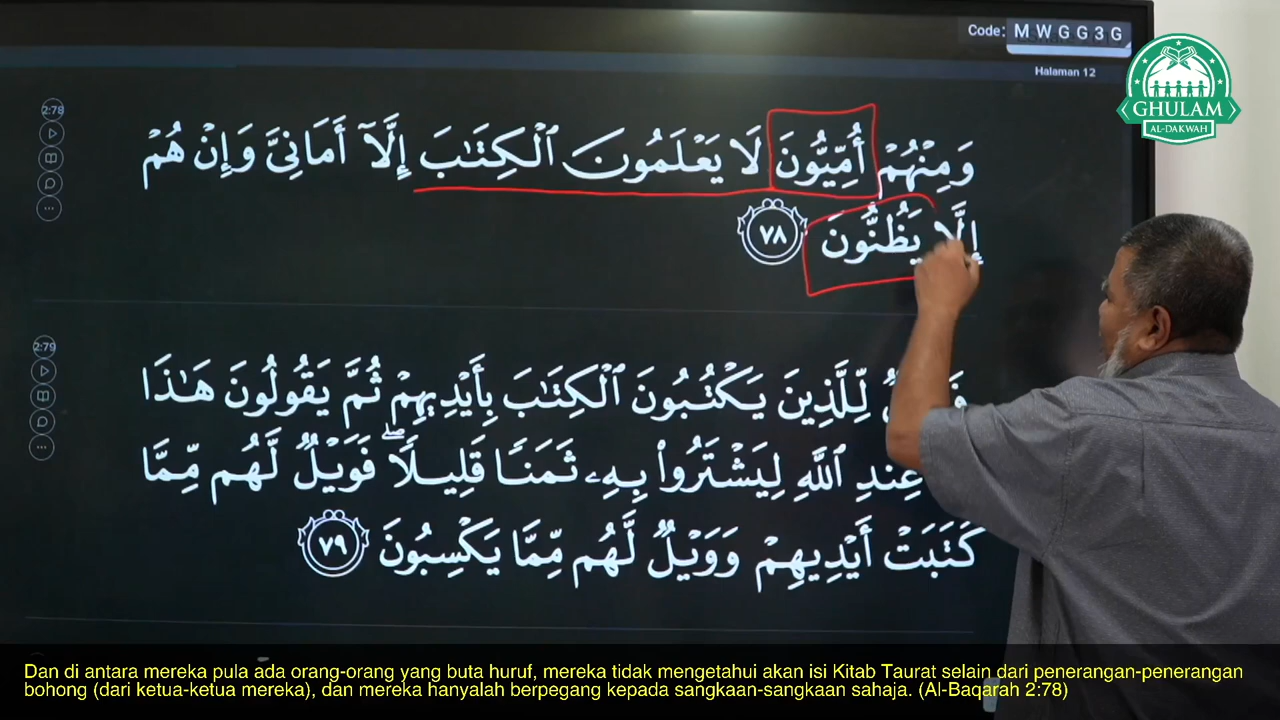 Code: MWGG3G
Halaman 12
GHULAM
AL-DAKWAH
2:78
وَمِنْهُمْ أُمِّيُّونَ لَا يَعْلَمُونَ ٱلْكِتَٰبَ إِلَّآ أَمَانِىَّ وَإِنْ هُمْ
إِلَّا يَظُنُّونَ ٧٨
2:79
لِّلَّذِينَ يَكْتُبُونَ ٱلْكِتَٰبَ بِأَيْدِيهِمْ ثُمَّ يَقُولُونَ هَٰذَا
عِندِ ٱللَّهِ لِيَشْتَرُوا۟ بِهِۦ ثَمَنًا قَلِيلًا ۖ فَوَيْلٌ لَّهُم مِّمَّا
كَتَبَتْ أَيْدِيهِمْ وَوَيْلٌ لَّهُم مِّمَّا يَكْسِبُونَ ٧٩
Dan di antara mereka pula ada orang-orang yang buta huruf, mereka tidak mengetahui akan isi Kitab Taurat selain dari penerangan-penerangan
bohong (dari ketua-ketua mereka), dan mereka hanyalah berpegang kepada sangkaan-sangkaan sahaja. (Al-Baqarah 2:78)